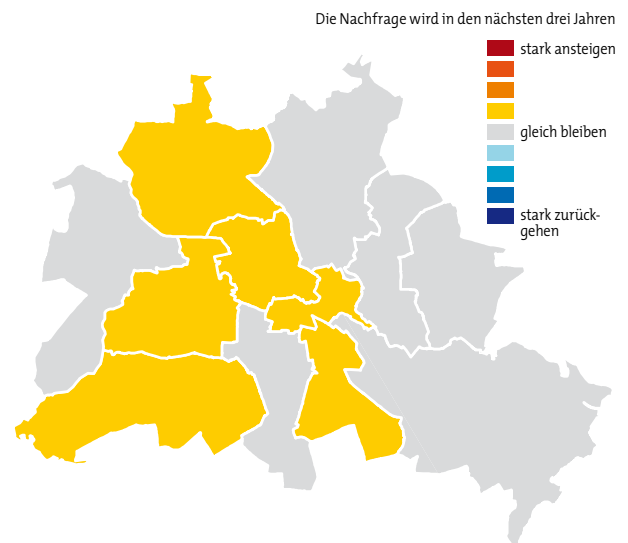 Die Nachfrage wird in den nächsten drei Jahren
stark ansteigen
gleich bleiben
stark zurück-
gehen